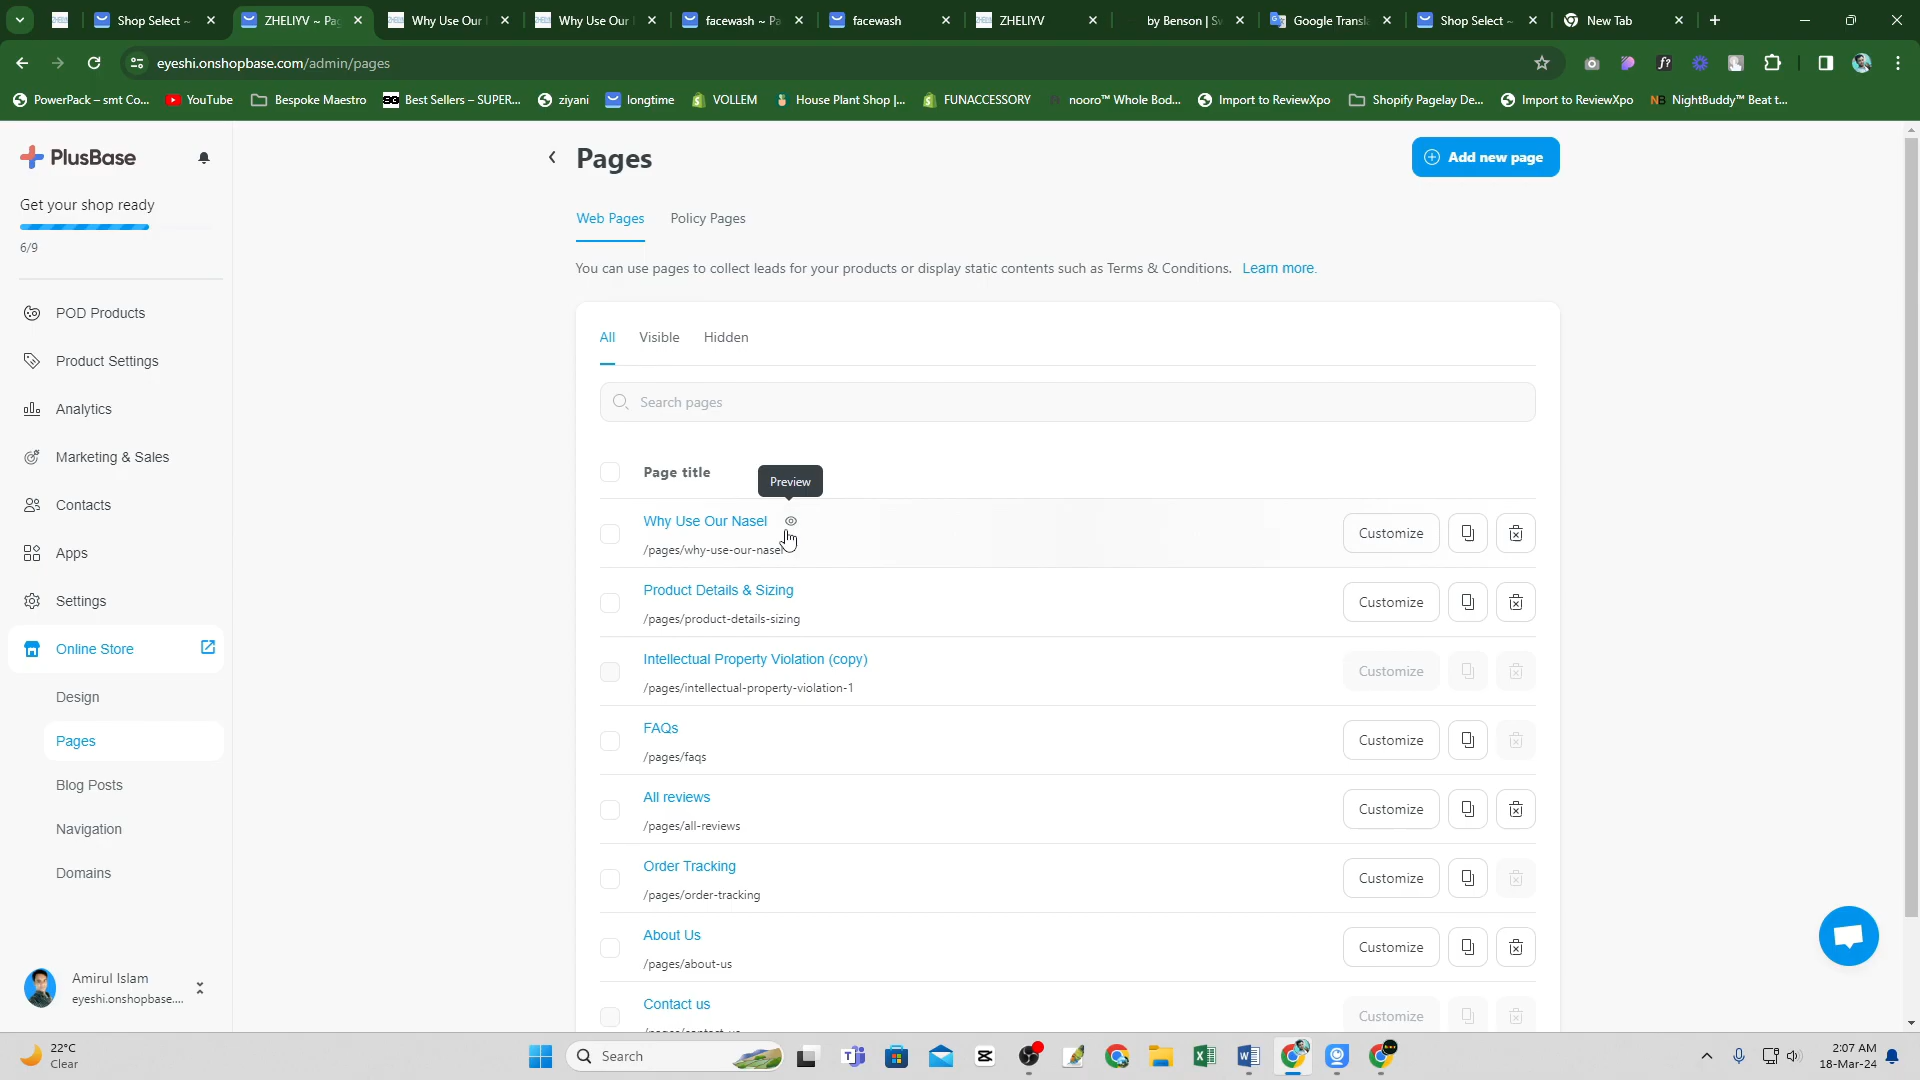 Shop Select ~
ZHELIYV ~ Pa
Why Use Our
Why Use Our
facewash ~ Pa
facewash
ZHELIYV
by Benson | Sv
Google Transla
Shop Select ~
New Tab
eyeshi.onshopbase.com/admin/pages
PowerPack – smt Co...
YouTube
Bespoke Maestro
Best Sellers – SUPER...
ziyani
longtime
VOLLEM
House Plant Shop |...
FUNACCESSORY
nooro™ Whole Bod...
Import to ReviewXpo
Shopify Pagelay De...
Import to ReviewXpo
NightBuddy™ Beat t...
PlusBase
Get your shop ready
6/9
POD Products
Product Settings
Analytics
Marketing & Sales
Contacts
Apps
Settings
Online Store
Design
Pages
Blog Posts
Navigation
Domains
Amirul Islam
eyeshi.onshopbase....
Pages
Add new page
Web Pages
Policy Pages
You can use pages to collect leads for your products or display static contents such as Terms & Conditions. Learn more.
All
Visible
Hidden
Search pages
Page title
Preview
Why Use Our Nasel
/pages/why-use-our-nasel
Customize
Product Details & Sizing
/pages/product-details-sizing
Customize
Intellectual Property Violation (copy)
/pages/intellectual-property-violation-1
Customize
FAQs
/pages/faqs
Customize
All reviews
/pages/all-reviews
Customize
Order Tracking
/pages/order-tracking
Customize
About Us
/pages/about-us
Customize
Contact us
/pages/contact-us
Customize
22°C
Clear
Search
2:07 AM
18-Mar-24